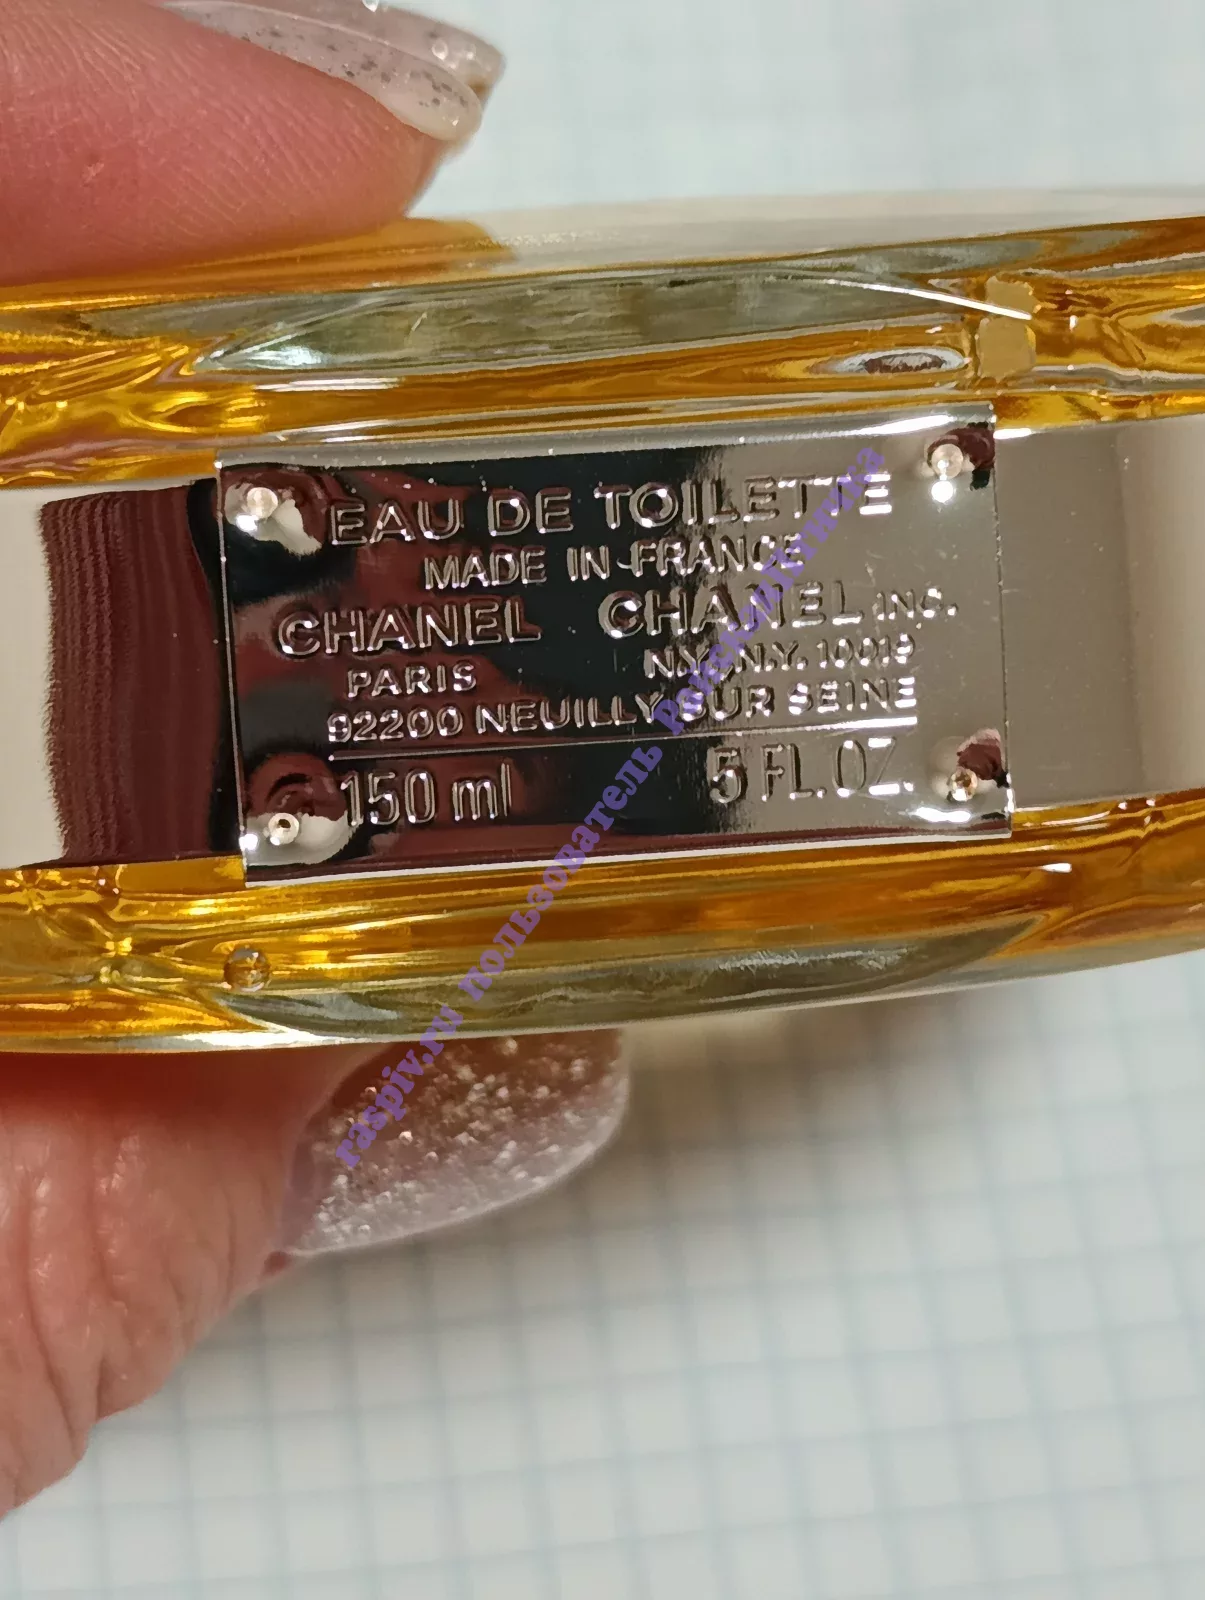 EAU DE TOILETTE
MADE IN FRANCE
CHANEL CHANEL INC.
PARIS N.Y., N.Y. 10019
92200 NEUILLY SUR SEINE
150 ml 5 FL.OZ.
raspiv.ru пользователь